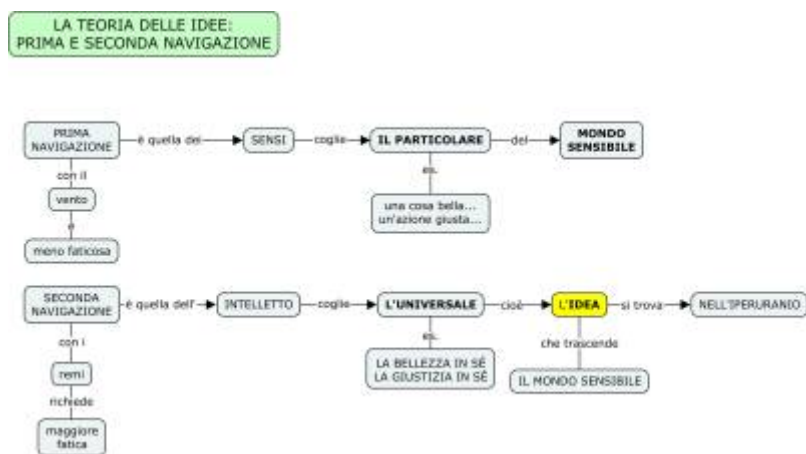 LA TEORIA DELLE IDEE:
PRIMA E SECONDA NAVIGAZIONE
PRIMA
NAVIGAZIONE
è quella dei
SENSI
coglie
IL PARTICOLARE
del
MONDO
SENSIBILE
con il
vento
è
meno faticosa
es.
una cosa bella...
un'azione giusta...
SECONDA
NAVIGAZIONE
è quella dell'
INTELLETTO
coglie
L'UNIVERSALE
cioè
L'IDEA
si trova
NELL'IPERURANIO
con i
remi
richiede
maggiore
fatica
es.
LA BELLEZZA IN SÉ
LA GIUSTIZIA IN SÉ
che trascende
IL MONDO SENSIBILE